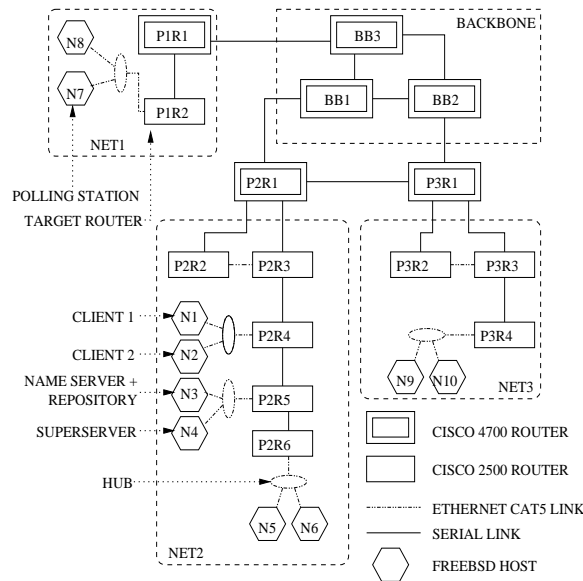 BACKBONE
N8
P1R1
BB3
N7
P1R2
BB1
BB2
NET1
POLLING STATION
TARGET ROUTER
P2R1
P3R1
P2R2
P2R3
P3R2
P3R3
CLIENT 1
N1
P2R4
P3R4
CLIENT 2
N2
NAME SERVER +
REPOSITORY
N3
P2R5
N9
N10
NET3
SUPERSERVER
N4
P2R6
HUB
N5
N6
NET2
CISCO 4700 ROUTER
CISCO 2500 ROUTER
ETHERNET CAT5 LINK
SERIAL LINK
FREEBSD HOST